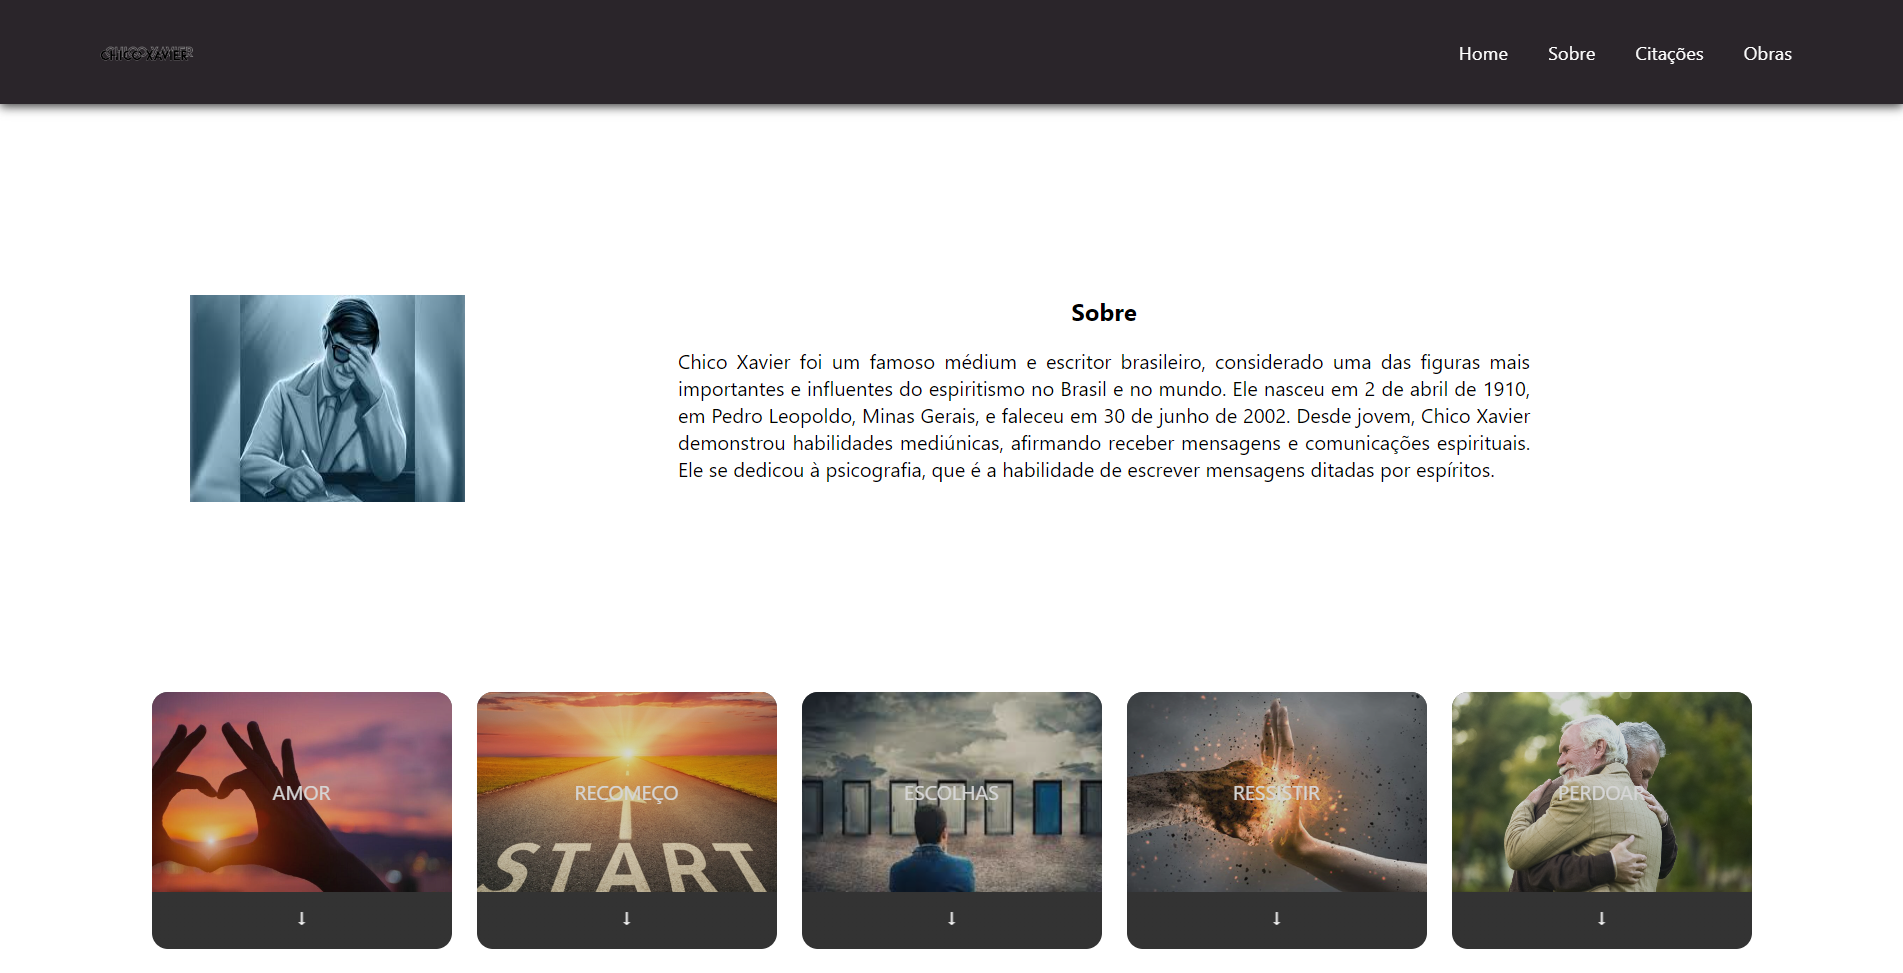 CHICO XAVIER
Home Sobre Citações Obras
Sobre
Chico Xavier foi um famoso médium e escritor brasileiro, considerado uma das figuras mais
importantes e influentes do espiritismo no Brasil e no mundo. Ele nasceu em 2 de abril de 1910,
em Pedro Leopoldo, Minas Gerais, e faleceu em 30 de junho de 2002. Desde jovem, Chico Xavier
demonstrou habilidades mediúnicas, afirmando receber mensagens e comunicações espirituais.
Ele se dedicou à psicografia, que é a habilidade de escrever mensagens ditadas por espíritos.
AMOR
RECOMEÇO
START
ESCOLHAS
RESSISTIR
PERDOAR